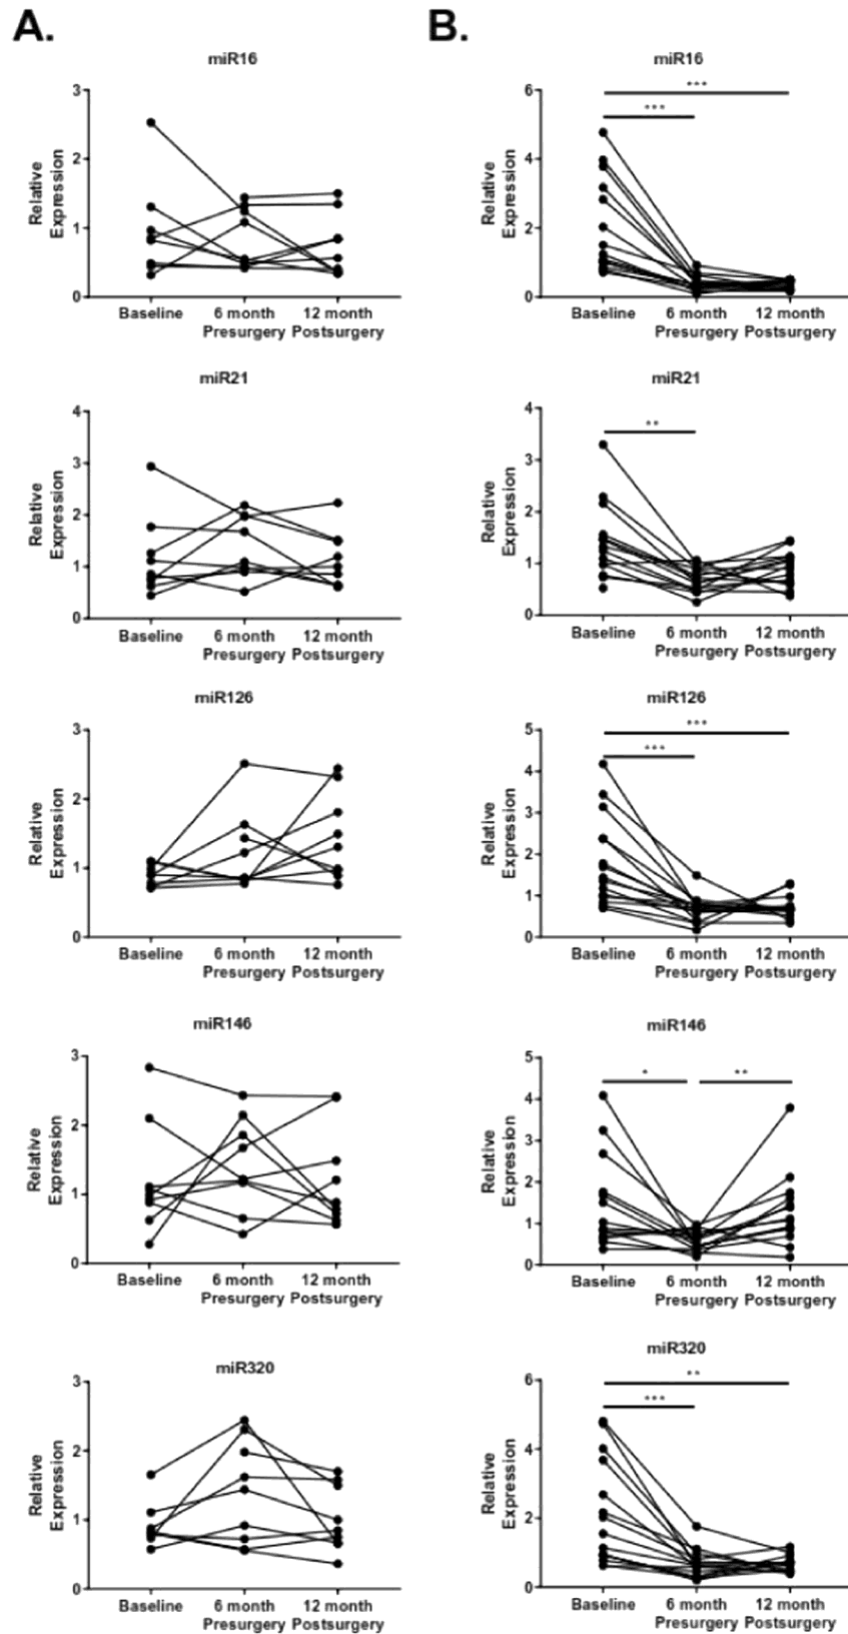 A.
B.
miR16
3
2
1
0
Relative
Expression
Baseline
6 month
Presurgery
12 month
Postsurgery
miR16
***
***
6
4
2
0
Relative
Expression
Baseline
6 month
Presurgery
12 month
Postsurgery
miR21
4
3
2
1
0
Relative
Expression
Baseline
6 month
Presurgery
12 month
Postsurgery
miR21
**
4
3
2
1
0
Relative
Expression
Baseline
6 month
Presurgery
12 month
Postsurgery
miR126
3
2
1
0
Relative
Expression
Baseline
6 month
Presurgery
12 month
Postsurgery
miR126
***
***
5
4
3
2
1
0
Relative
Expression
Baseline
6 month
Presurgery
12 month
Postsurgery
miR146
3
2
1
0
Relative
Expression
Baseline
6 month
Presurgery
12 month
Postsurgery
miR146
*
**
5
4
3
2
1
0
Relative
Expression
Baseline
6 month
Presurgery
12 month
Postsurgery
miR320
3
2
1
0
Relative
Expression
Baseline
6 month
Presurgery
12 month
Postsurgery
miR320
**
***
6
4
2
0
Relative
Expression
Baseline
6 month
Presurgery
12 month
Postsurgery